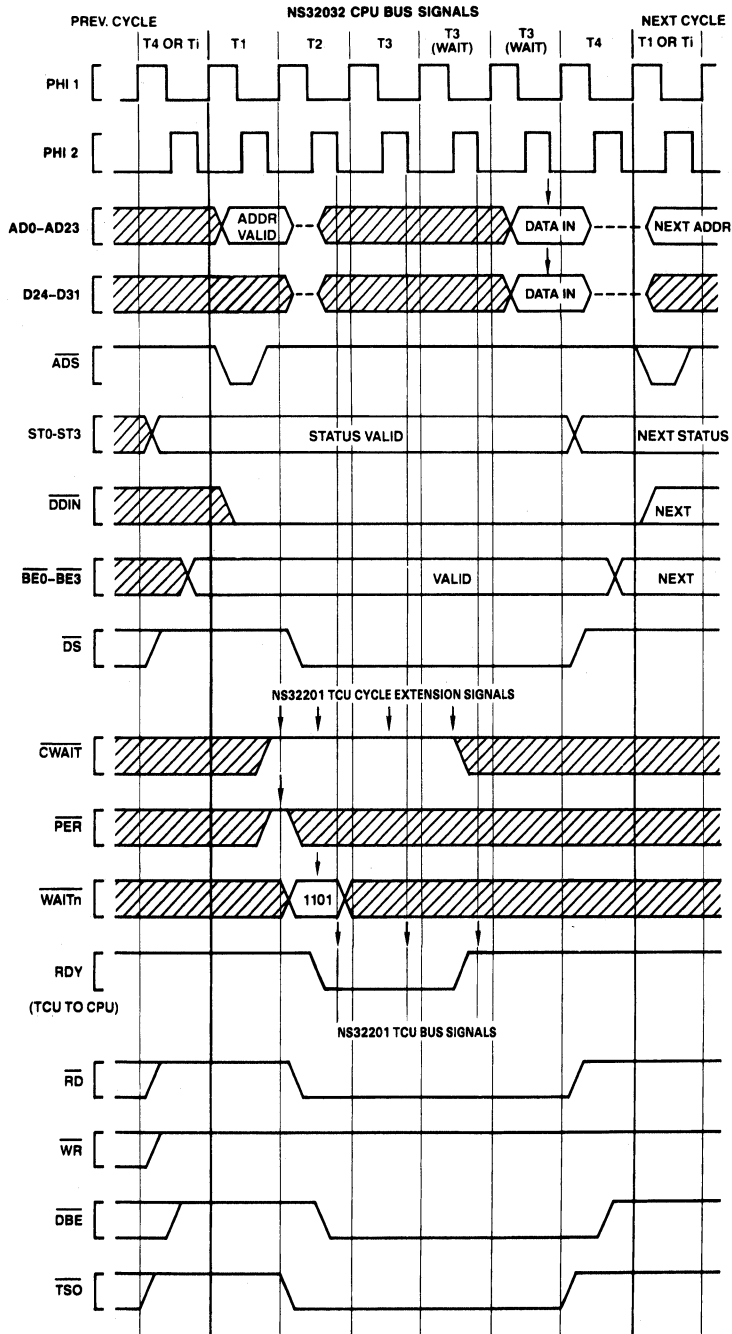 NS32032 CPU BUS SIGNALS
PREV. CYCLE
NEXT CYCLE
T4 OR Ti
T1
T2
T3
T3 (WAIT)
T3 (WAIT)
T4
T1 OR Ti
PHI 1
PHI 2
AD0–AD23
ADDR VALID
DATA IN
NEXT ADDR
D24–D31
DATA IN
ADS
ST0-ST3
STATUS VALID
NEXT STATUS
DDIN
NEXT
BE0–BE3
VALID
NEXT
DS
NS32201 TCU CYCLE EXTENSION SIGNALS
CWAIT
PER
WAITn
1101
RDY
(TCU TO CPU)
NS32201 TCU BUS SIGNALS
RD
WR
DBE
TSO